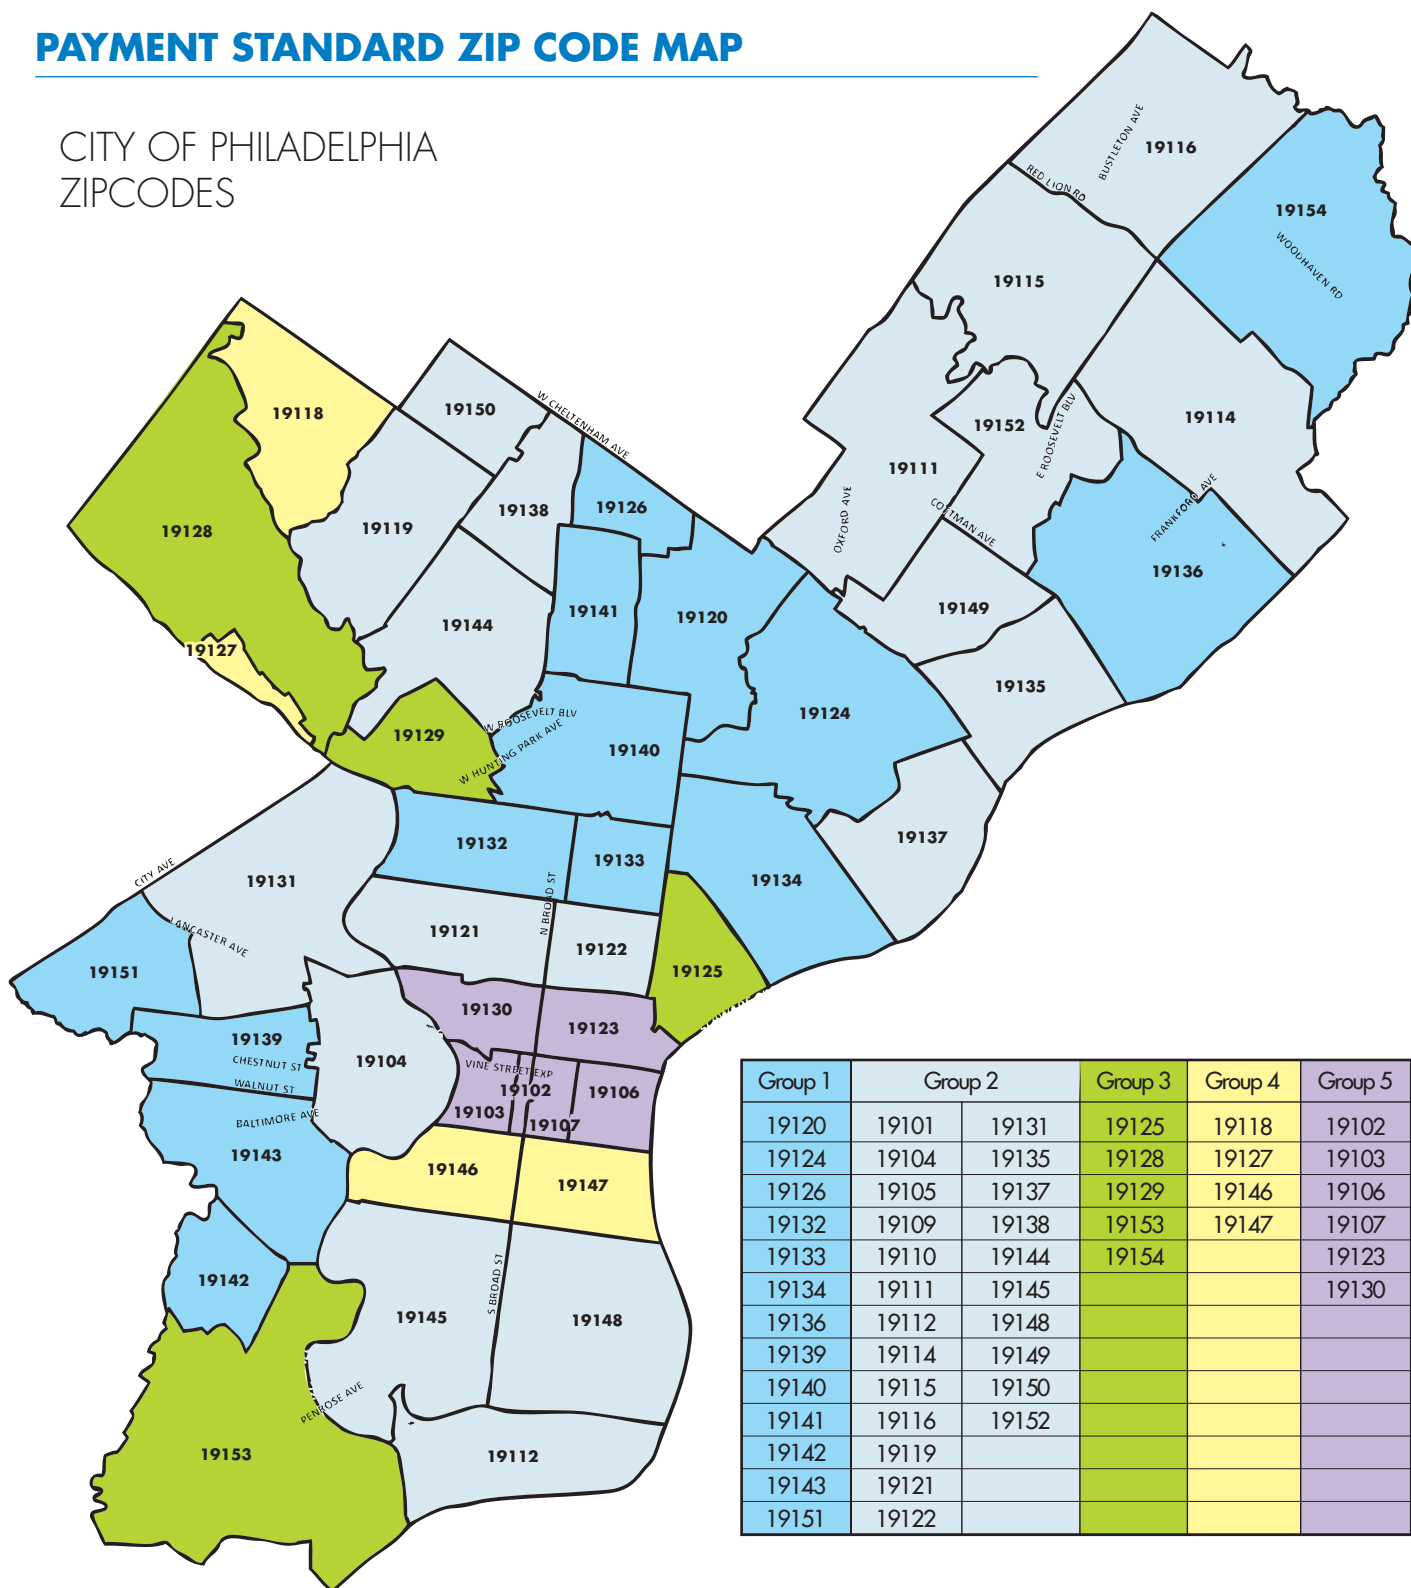 PAYMENT STANDARD ZIP CODE MAP
CITY OF PHILADELPHIA
ZIPCODES
BUSTLETON AVE
19116
RED LION RD
19154
WOODHAVEN RD
19115
19118
19150
W CHELTENHAM AVE
19152
E ROOSEVELT BLV
19114
19111
19128
19119
19138
19126
OXFORD AVE
COTTMAN AVE
FRANKFORD AVE
19136
19141
19120
19149
19144
19127
19135
19124
W ROOSEVELT BLV
19129
W HUNTING PARK AVE
19140
19132
19133
19137
CITY AVE
19131
19134
N BROAD ST
LANCASTER AVE
19121
19122
19151
19125
19130
19123
19139
CHESTNUT ST
19104
VINE STREET EXP
WALNUT ST
19102
19106
BALTIMORE AVE
19103
19107
19143
19146
19147
19142
S BROAD ST
19145
19148
PENROSE AVE
19153
19112
Group 1 Group 2 Group 3 Group 4 Group 5
19120 19101 19131 19125 19118 19102
19124 19104 19135 19128 19127 19103
19126 19105 19137 19129 19146 19106
19132 19109 19138 19153 19147 19107
19133 19110 19144 19154 19123
19134 19111 19145 19130
19136 19112 19148
19139 19114 19149
19140 19115 19150
19141 19116 19152
19142 19119
19143 19121
19151 19122